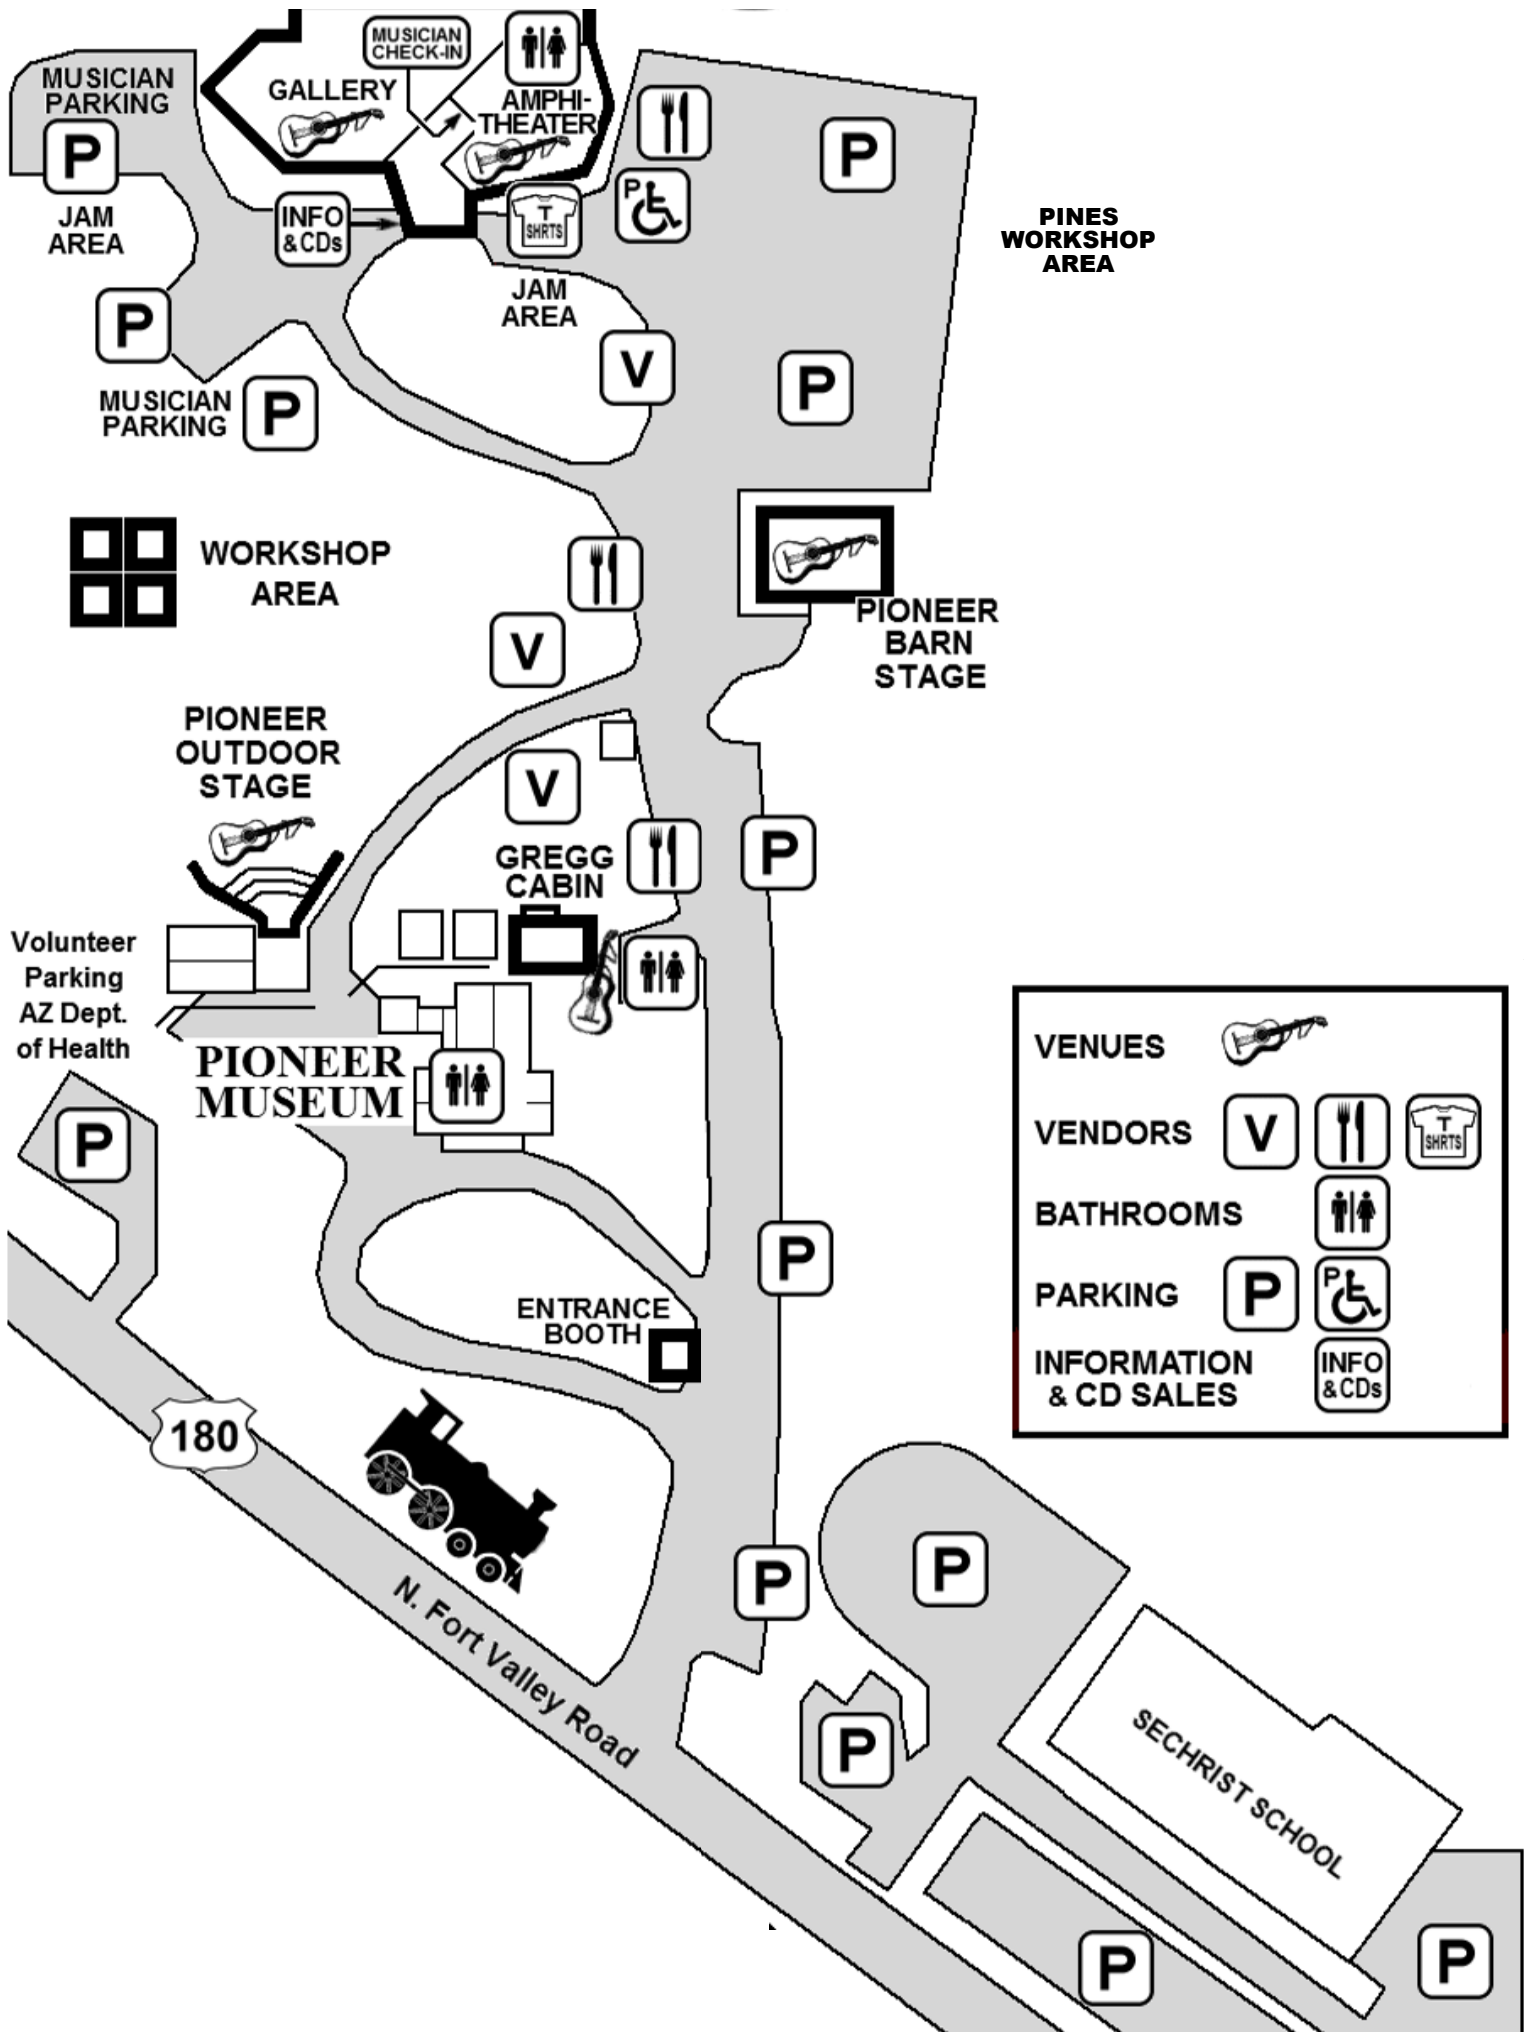 MUSICIAN
CHECK-IN
MUSICIAN
PARKING
P
GALLERY
AMPHI-
THEATER
P
JAM
AREA
INFO
& CDs
T
SHRTS
P
PINES
WORKSHOP
AREA
JAM
AREA
P
V
P
MUSICIAN
PARKING
P
WORKSHOP
AREA
PIONEER
BARN
STAGE
V
PIONEER
OUTDOOR
STAGE
V
GREGG
CABIN
P
Volunteer
Parking
AZ Dept.
of Health
PIONEER
MUSEUM
P
P
ENTRANCE
BOOTH
180
N. Fort Valley Road
P
P
P
SECHRIST SCHOOL
P
P
VENUES
VENDORS
V
T
SHRTS
BATHROOMS
PARKING
P
P
INFORMATION
& CD SALES
INFO
& CDs